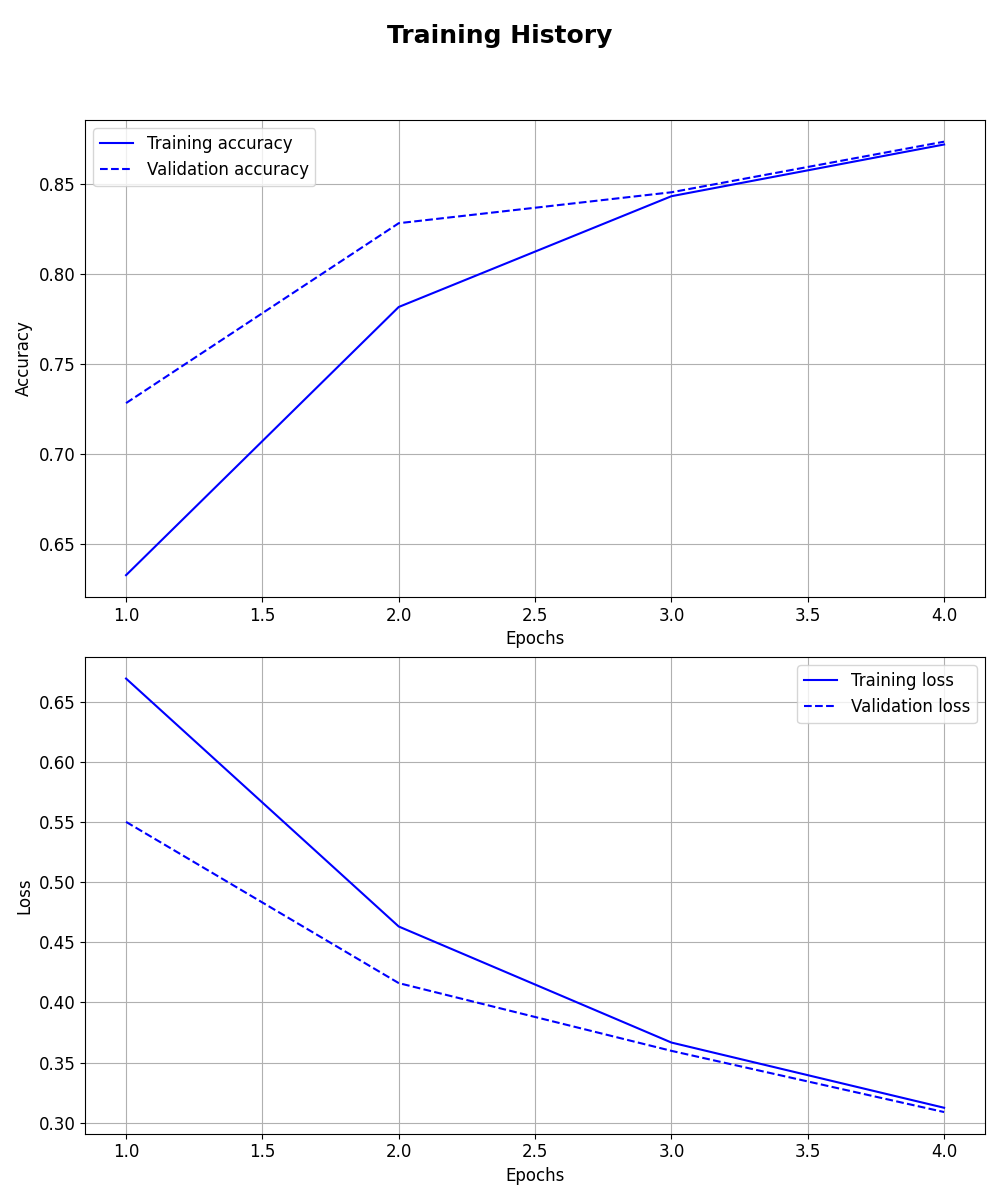 Training History
Training accuracy
Validation accuracy
0.85
0.80
0.75
0.70
0.65
Accuracy
1.0 1.5 2.0 2.5 3.0 3.5 4.0
Epochs
Training loss
Validation loss
0.65
0.60
0.55
0.50
0.45
0.40
0.35
0.30
Loss
1.0 1.5 2.0 2.5 3.0 3.5 4.0
Epochs